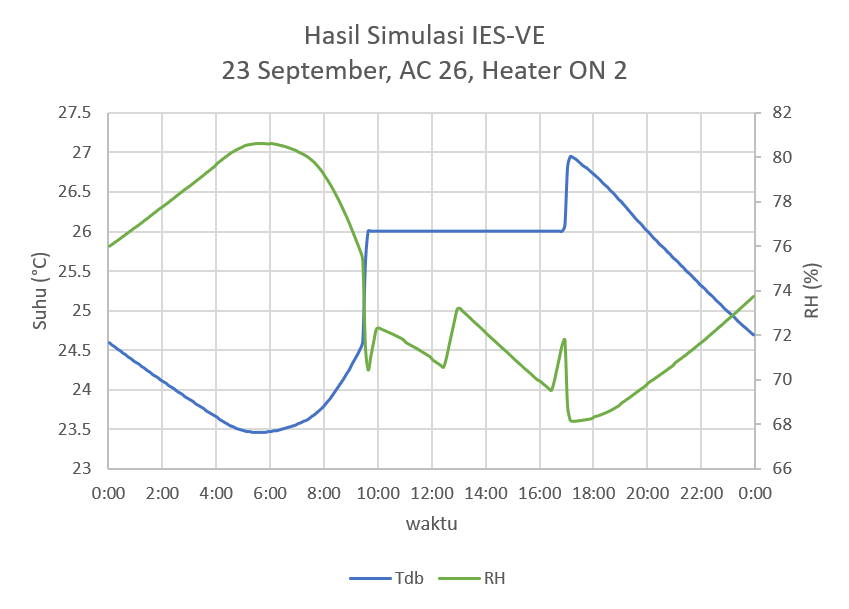 Hasil Simulasi IES-VE
23 September, AC 26, Heater ON 2
27.5
27
26.5
26
25.5
25
24.5
24
23.5
23
Suhu (°C)
82
80
78
76
74
72
70
68
66
RH (%)
0:00 2:00 4:00 6:00 8:00 10:00 12:00 14:00 16:00 18:00 20:00 22:00 0:00
waktu
Tdb RH